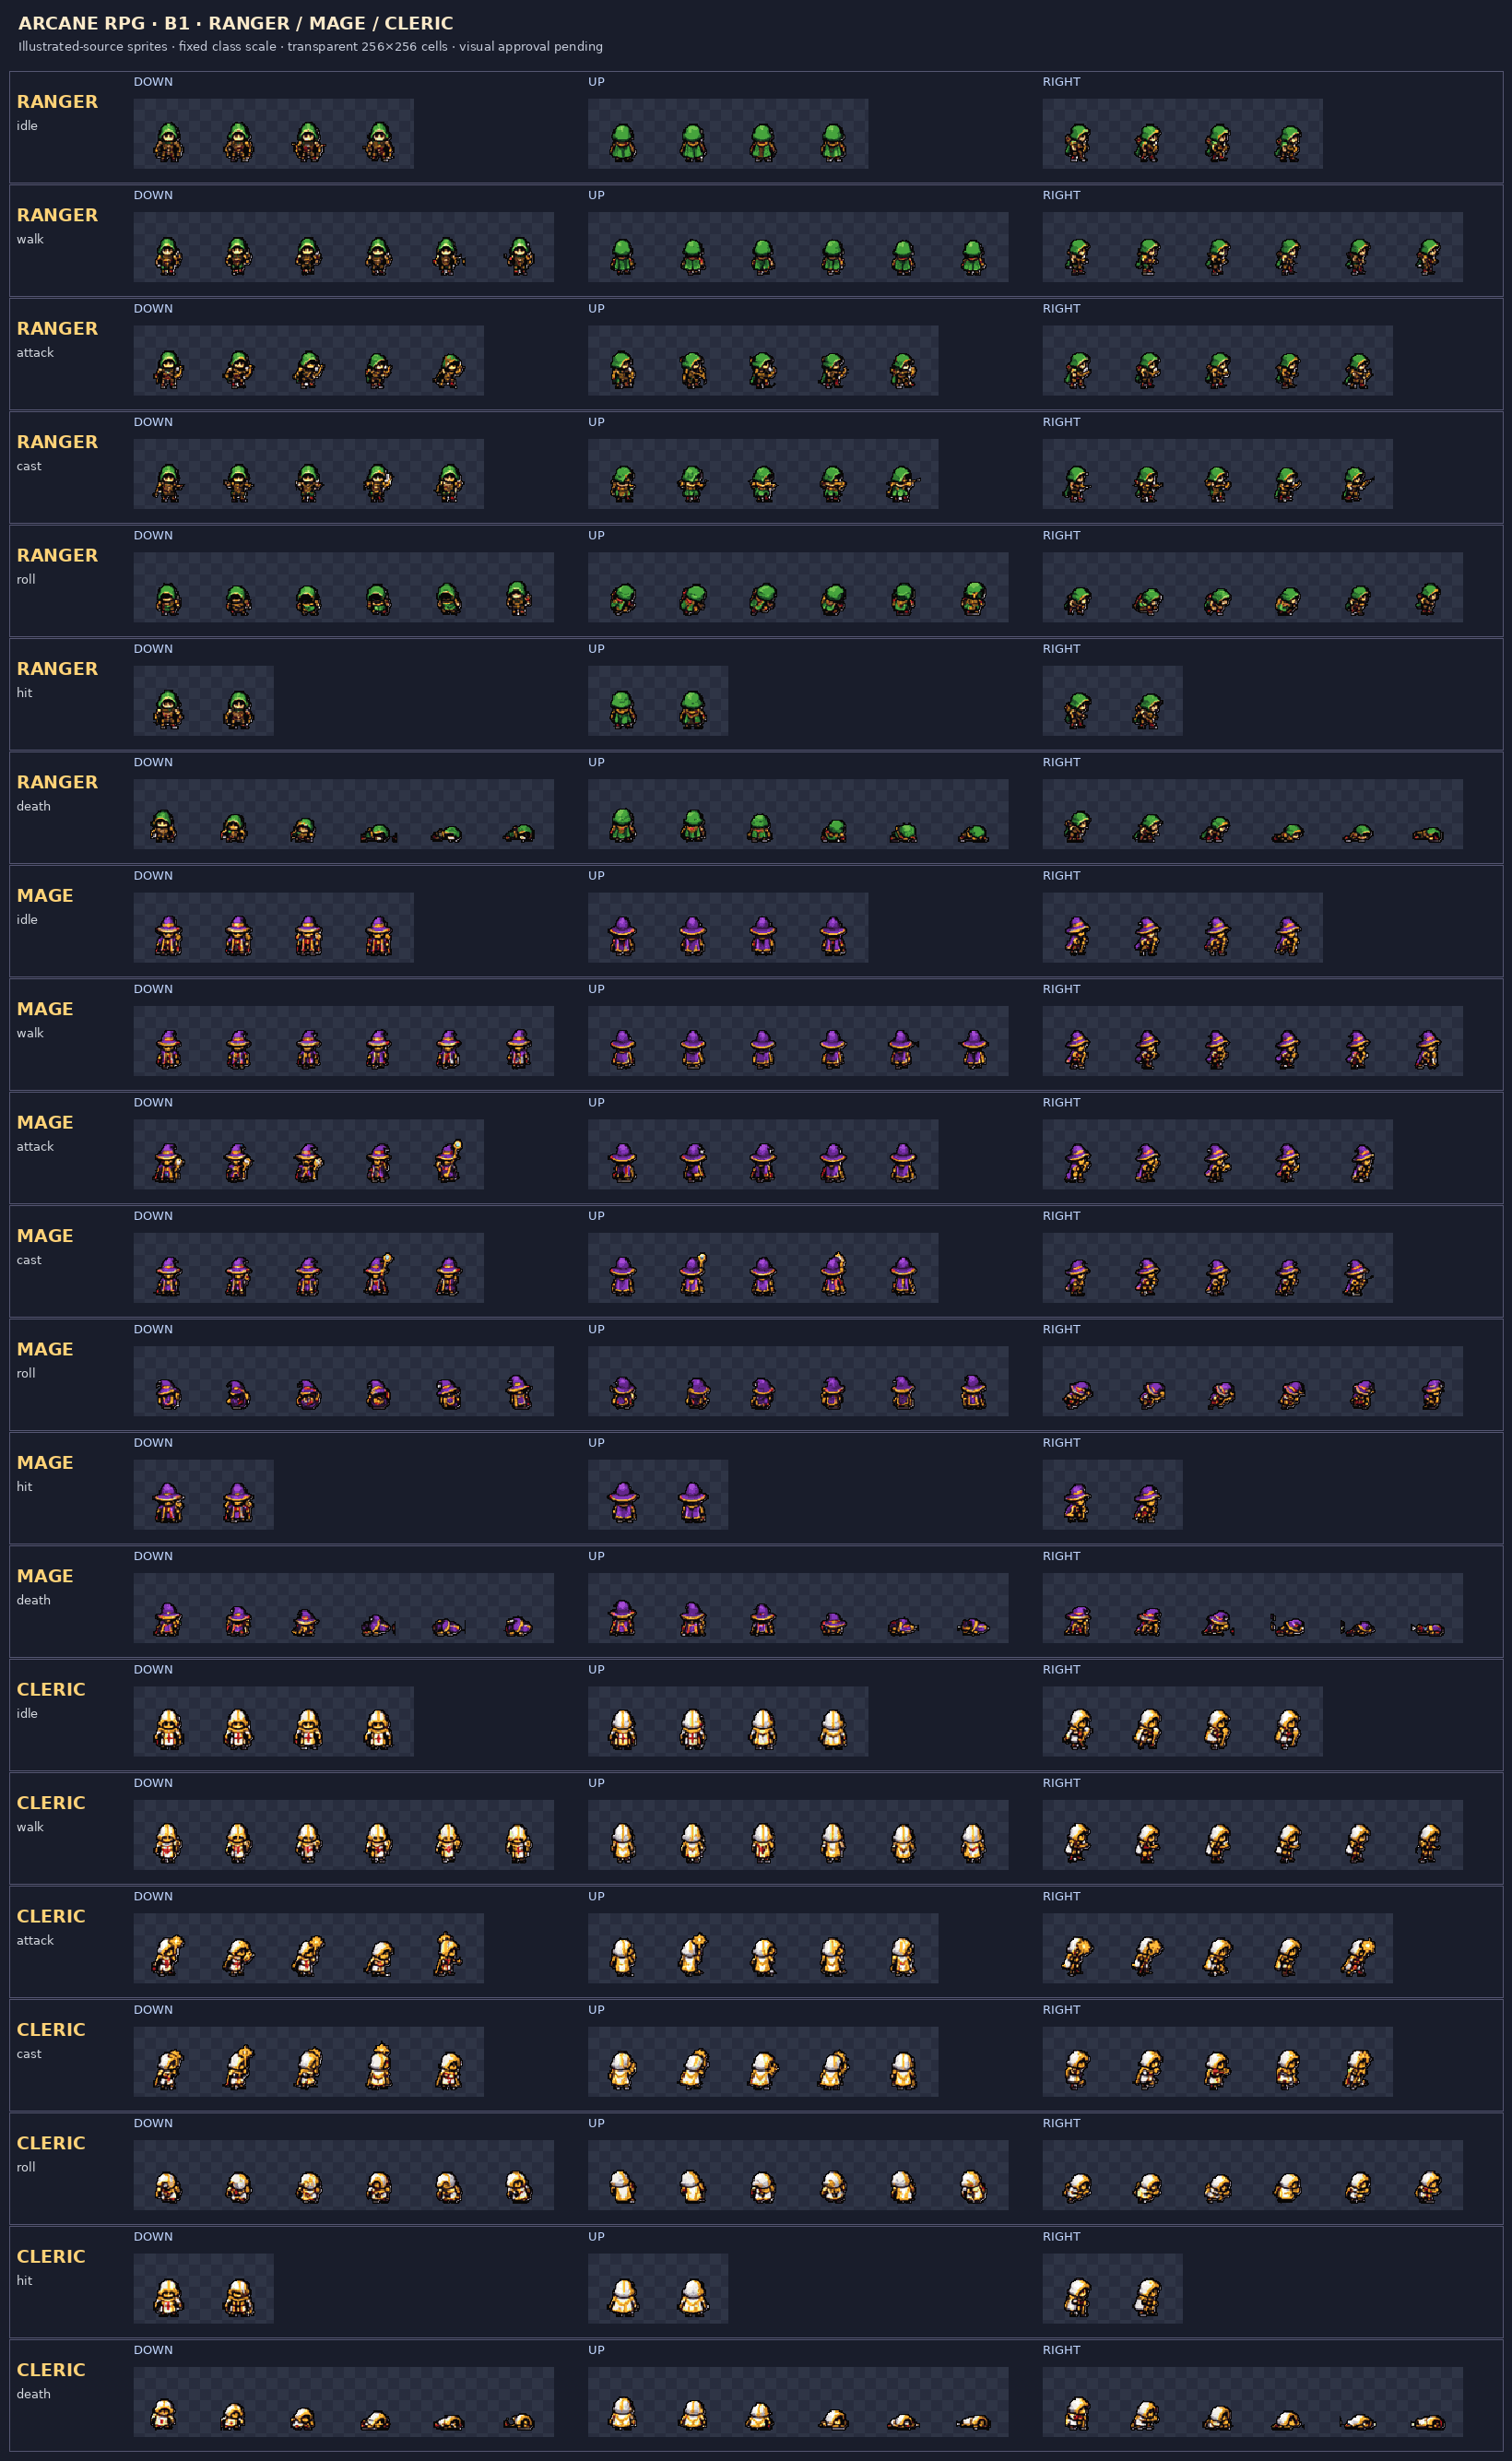 ARCANE RPG · B1 · RANGER / MAGE / CLERIC
Illustrated-source sprites · fixed class scale · transparent 256×256 cells · visual approval pending
DOWN UP RIGHT
RANGER
idle
DOWN UP RIGHT
RANGER
walk
DOWN UP RIGHT
RANGER
attack
DOWN UP RIGHT
RANGER
cast
DOWN UP RIGHT
RANGER
roll
DOWN UP RIGHT
RANGER
hit
DOWN UP RIGHT
RANGER
death
DOWN UP RIGHT
MAGE
idle
DOWN UP RIGHT
MAGE
walk
DOWN UP RIGHT
MAGE
attack
DOWN UP RIGHT
MAGE
cast
DOWN UP RIGHT
MAGE
roll
DOWN UP RIGHT
MAGE
hit
DOWN UP RIGHT
MAGE
death
DOWN UP RIGHT
CLERIC
idle
DOWN UP RIGHT
CLERIC
walk
DOWN UP RIGHT
CLERIC
attack
DOWN UP RIGHT
CLERIC
cast
DOWN UP RIGHT
CLERIC
roll
DOWN UP RIGHT
CLERIC
hit
DOWN UP RIGHT
CLERIC
death